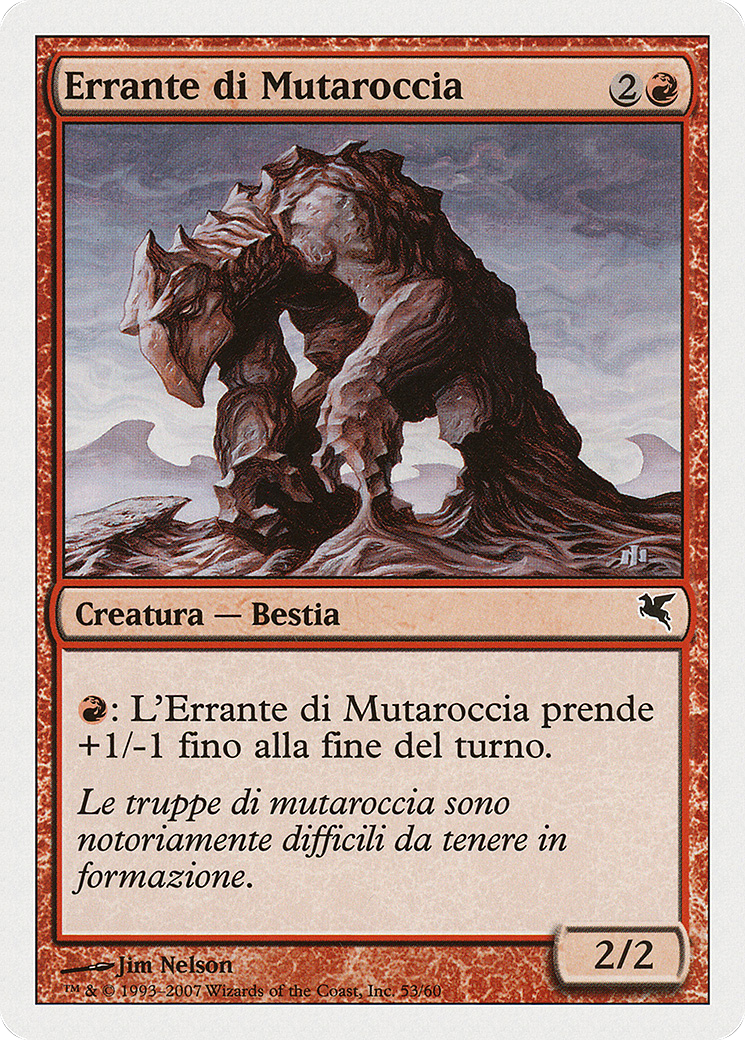 Errante di Mutaroccia
2
Creatura — Bestia
: L'Errante di Mutaroccia prende
+1/-1 fino alla fine del turno.
Le truppe di mutaroccia sono
notoriamente difficili da tenere in
formazione.
2/2
Jim Nelson
™ & © 1993–2007 Wizards of the Coast, Inc. 53/60